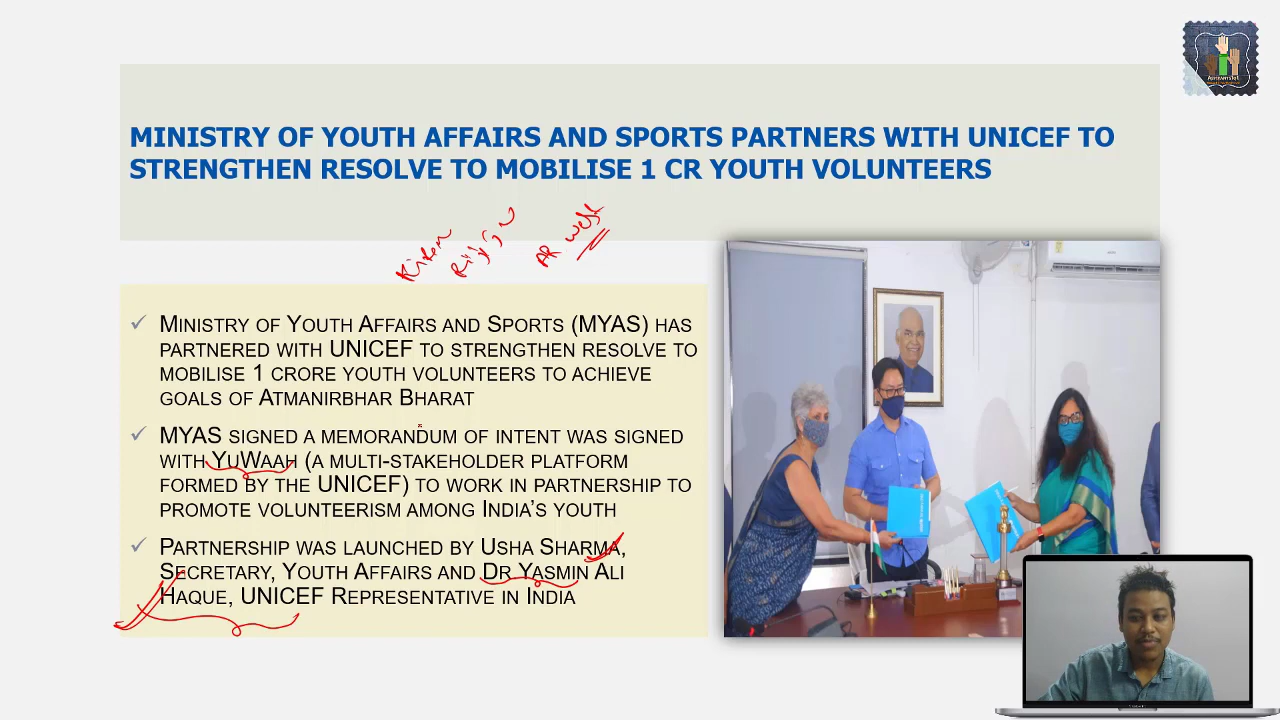 MINISTRY OF YOUTH AFFAIRS AND SPORTS PARTNERS WITH UNICEF TO
STRENGTHEN RESOLVE TO MOBILISE 1 CR YOUTH VOLUNTEERS
Kiren
Rijiju
AR West
✓ MINISTRY OF YOUTH AFFAIRS AND SPORTS (MYAS) HAS
PARTNERED WITH UNICEF TO STRENGTHEN RESOLVE TO
MOBILISE 1 CRORE YOUTH VOLUNTEERS TO ACHIEVE
GOALS OF ATMANIRBHAR BHARAT
✓ MYAS SIGNED A MEMORANDUM OF INTENT WAS SIGNED
WITH YUWAAH (A MULTI-STAKEHOLDER PLATFORM
FORMED BY THE UNICEF) TO WORK IN PARTNERSHIP TO
PROMOTE VOLUNTEERISM AMONG INDIA'S YOUTH
✓ PARTNERSHIP WAS LAUNCHED BY USHA SHARMA,
SECRETARY, YOUTH AFFAIRS AND DR YASMIN ALI
HAQUE, UNICEF REPRESENTATIVE IN INDIA